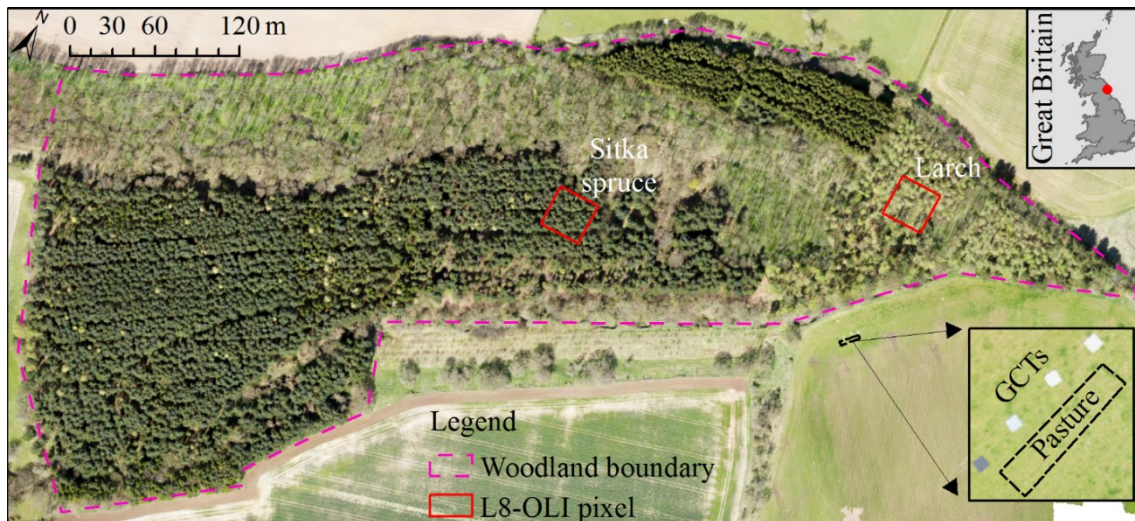 N
0 30 60 120 m
Great Britain
Sitka
spruce
Larch
GCTs
Pasture
Legend
Woodland boundary
L8-OLI pixel